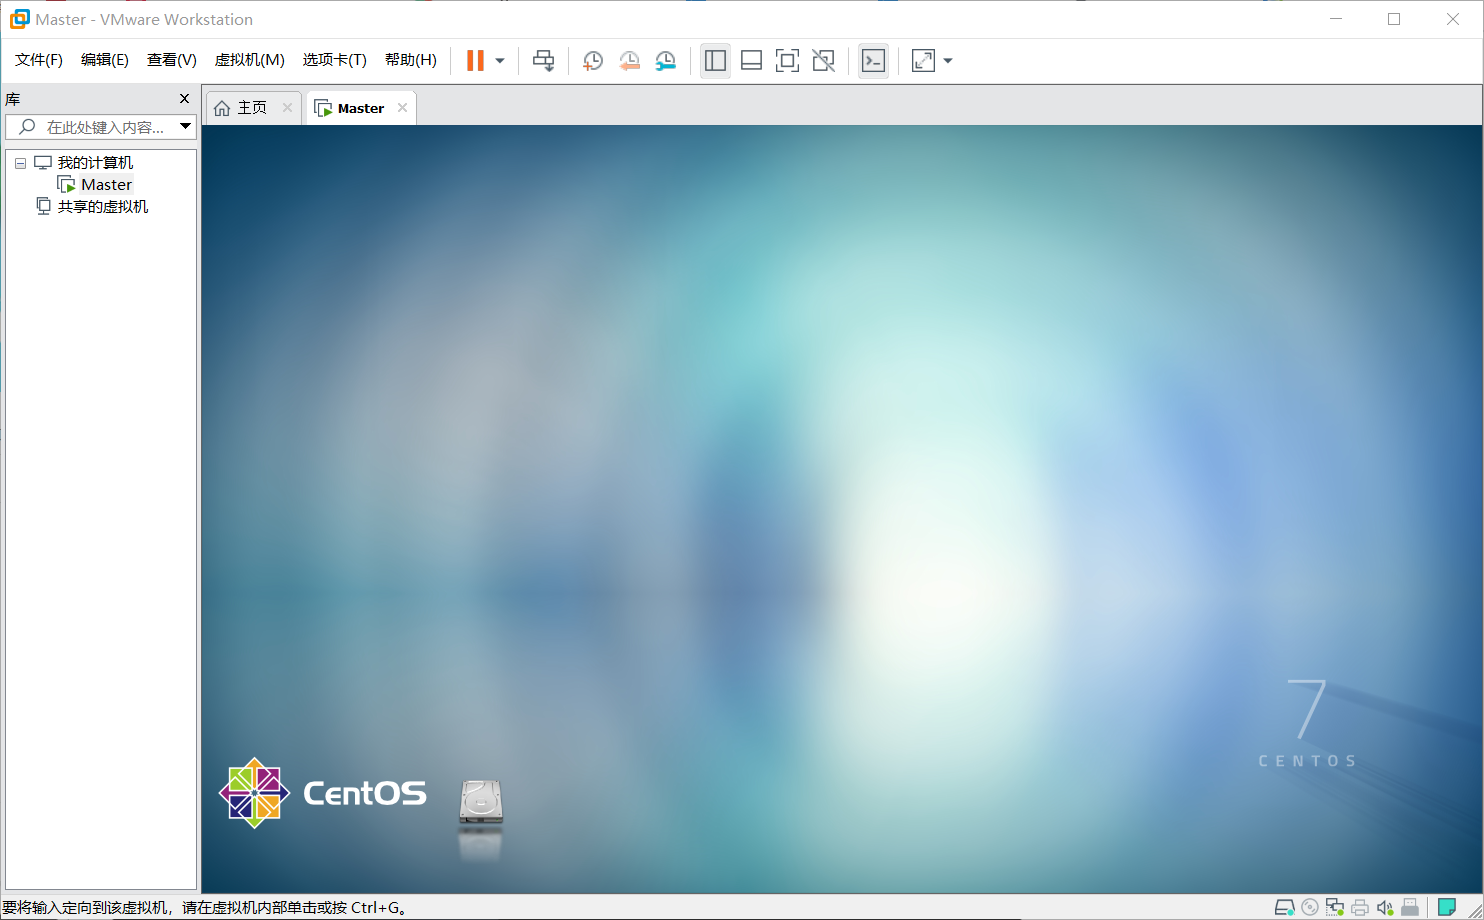 Master - VMware Workstation
文件(F) 编辑(E) 查看(V) 虚拟机(M) 选项卡(T) 帮助(H)
库
主页
Master
在此处键入内容...
我的计算机
Master
共享的虚拟机
7
CENTOS
CentOS
要将输入定向到该虚拟机，请在虚拟机内部单击或按 Ctrl+G。